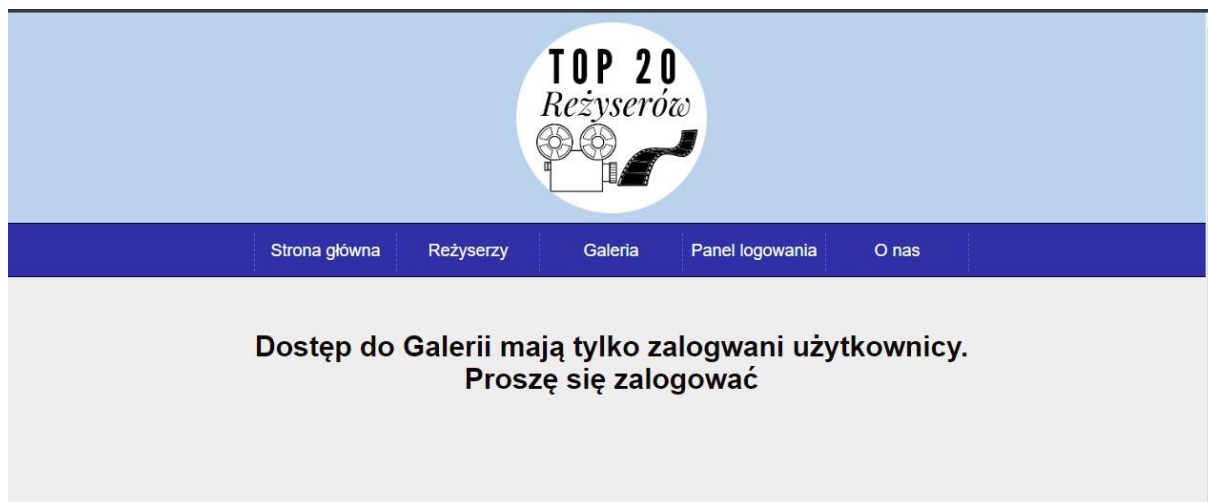 TOP 20
Reżyserów
Strona główna Reżyserzy Galeria Panel logowania O nas
Dostęp do Galerii mają tylko zalogwani użytkownicy.
Proszę się zalogować